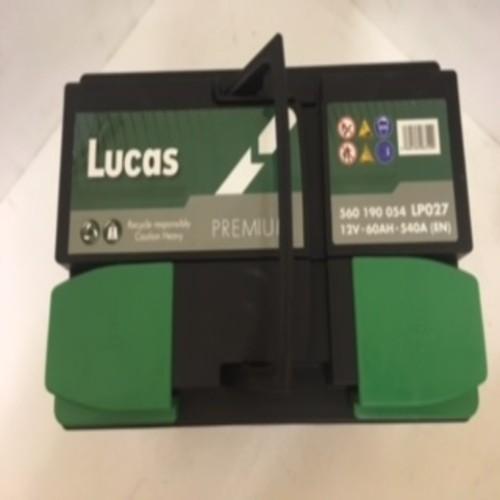 Lucas
Recycle responsibly
Caution Heavy
PREMIUM
560 190 054 LP027
12V-60AH-540A (EN)